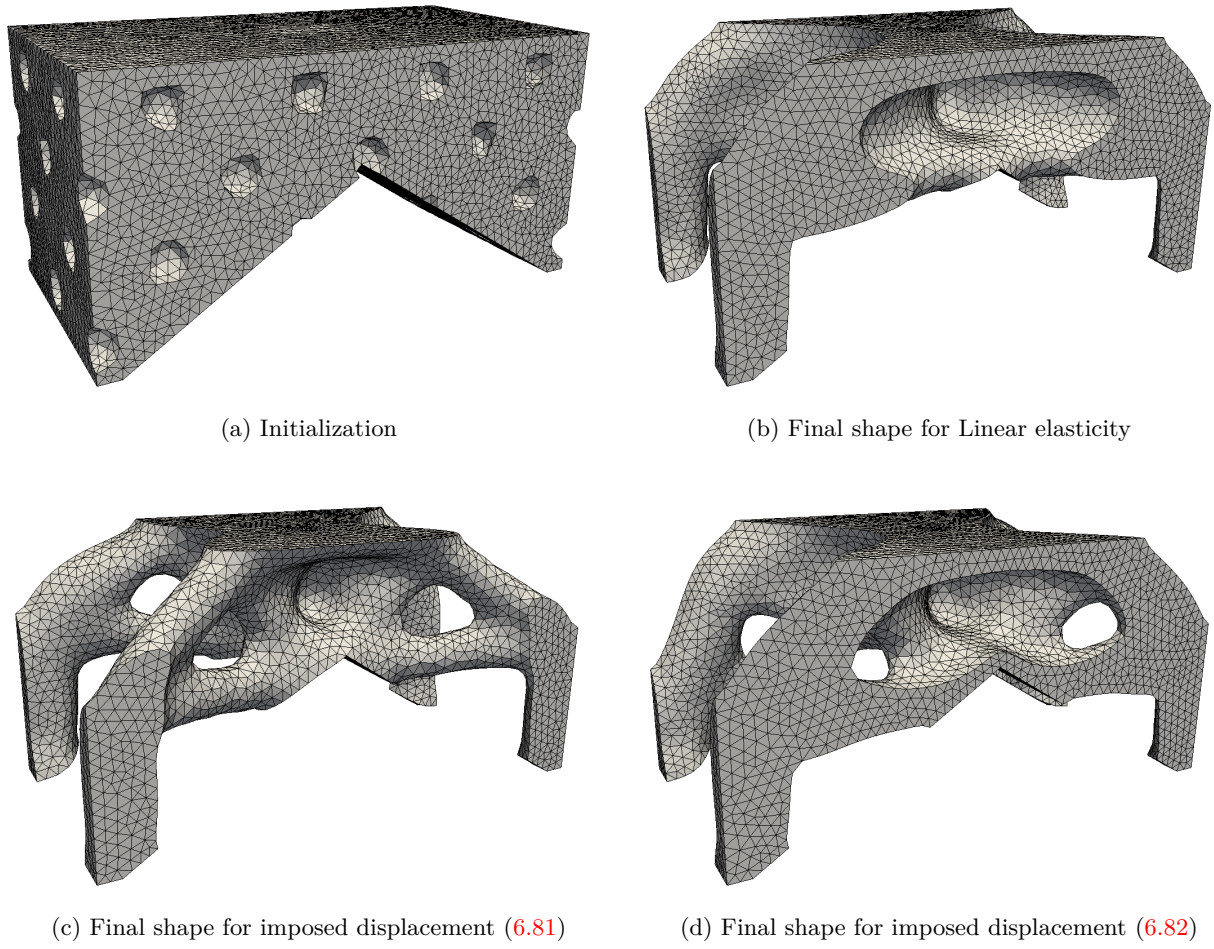 (a) Initialization
(b) Final shape for Linear elasticity
(c) Final shape for imposed displacement (6.81)
(d) Final shape for imposed displacement (6.82)